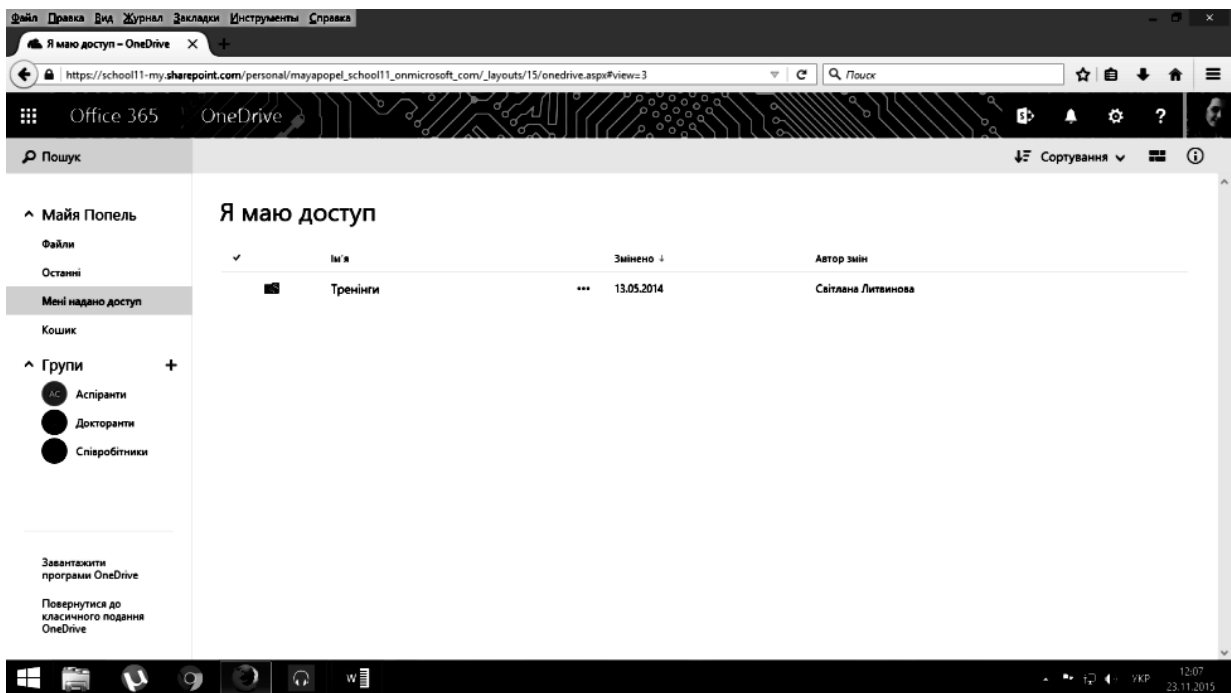 Файл Правка Вид Журнал Закладки Инструменты Справка
Я маю доступ – OneDrive
https://school11-my.sharepoint.com/personal/mayapopel_school11_onmicrosoft_com/_layouts/15/onedrive.aspx#view=3
Поиск
Office 365 OneDrive
Пошук
Сортування
Майя Попель
Файли
Останні
Мені надано доступ
Кошик
Групи
АС Аспіранти
Докторанти
Співробітники
Завантажити
програми OneDrive
Повернутися до
класичного подання
OneDrive
Я маю доступ
Ім'я Змінено ↓ Автор змін
Тренінги ... 13.05.2014 Світлана Литвинова
УКР 12:07
23.11.2015